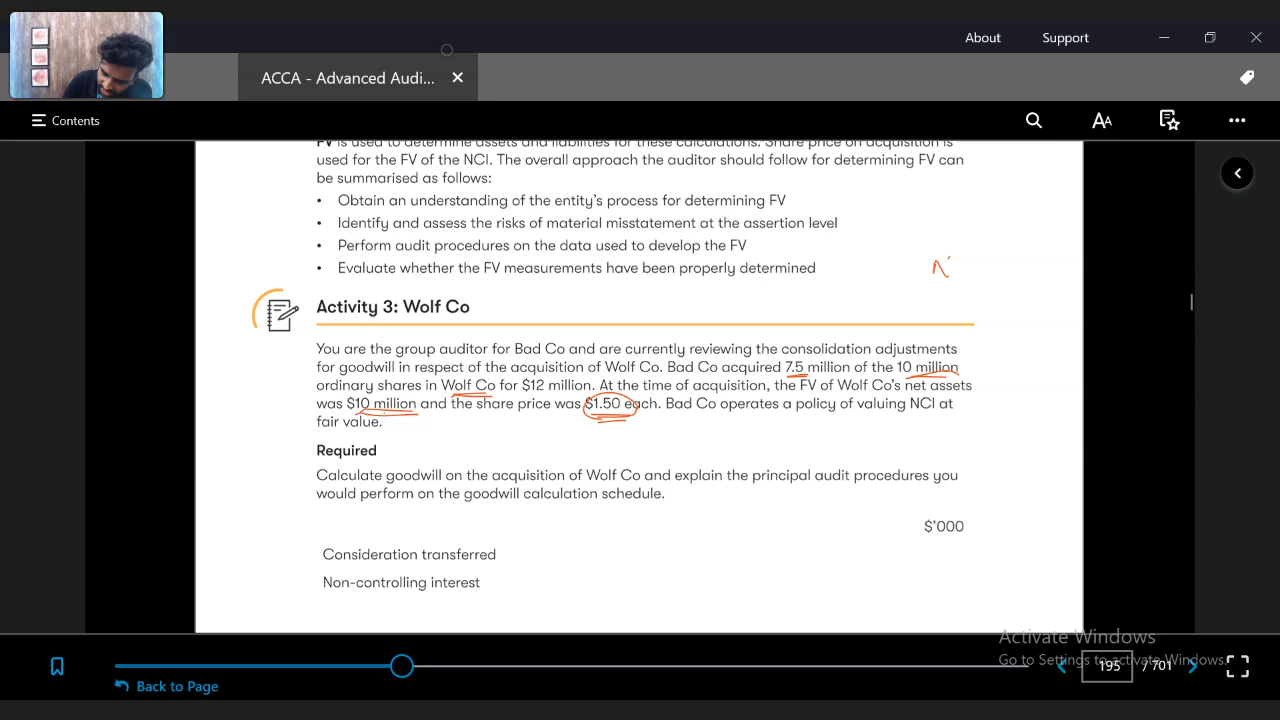 About
Support
ACCA - Advanced Audi...
Contents
AA
FV is used to determine assets and liabilities for these calculations. Share price on acquisition is
used for the FV of the NCI. The overall approach the auditor should follow for determining FV can
be summarised as follows:
• Obtain an understanding of the entity's process for determining FV
• Identify and assess the risks of material misstatement at the assertion level
• Perform audit procedures on the data used to develop the FV
• Evaluate whether the FV measurements have been properly determined
Activity 3: Wolf Co
You are the group auditor for Bad Co and are currently reviewing the consolidation adjustments
for goodwill in respect of the acquisition of Wolf Co. Bad Co acquired 7.5 million of the 10 million
ordinary shares in Wolf Co for $12 million. At the time of acquisition, the FV of Wolf Co's net assets
was $10 million and the share price was $1.50 each. Bad Co operates a policy of valuing NCI at
fair value.
Required
Calculate goodwill on the acquisition of Wolf Co and explain the principal audit procedures you
would perform on the goodwill calculation schedule.
$'000
Consideration transferred
Non-controlling interest
Activate Windows
Go to Settings to activate Windows.
195 / 701
Back to Page